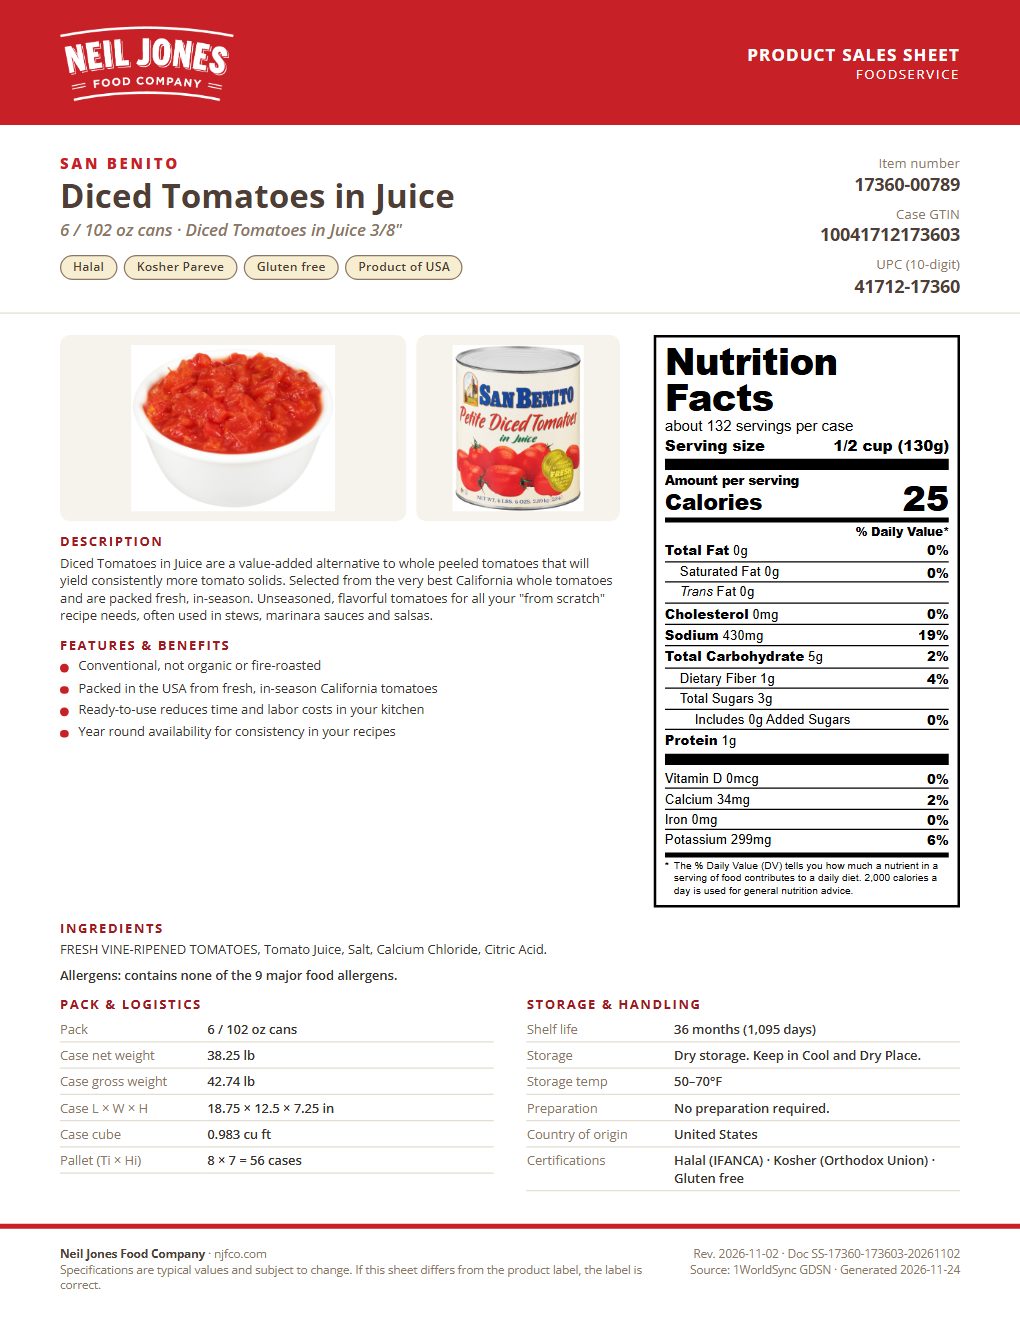 NEIL JONES
FOOD COMPANY
PRODUCT SALES SHEET
FOODSERVICE
SAN BENITO
Diced Tomatoes in Juice
6 / 102 oz cans · Diced Tomatoes in Juice 3/8"
Halal
Kosher Pareve
Gluten free
Product of USA
Item number
17360-00789
Case GTIN
10041712173603
UPC (10-digit)
41712-17360
SAN BENITO
Petite Diced Tomatoes
in Juice
FRESH
DESCRIPTION
Diced Tomatoes in Juice are a value-added alternative to whole peeled tomatoes that will
yield consistently more tomato solids. Selected from the very best California whole tomatoes
and are packed fresh, in-season. Unseasoned, flavorful tomatoes for all your "from scratch"
recipe needs, often used in stews, marinara sauces and salsas.
FEATURES & BENEFITS
Conventional, not organic or fire-roasted
Packed in the USA from fresh, in-season California tomatoes
Ready-to-use reduces time and labor costs in your kitchen
Year round availability for consistency in your recipes
Nutrition
Facts
about 132 servings per case
Serving size 1/2 cup (130g)
Amount per serving
Calories 25
% Daily Value*
Total Fat 0g 0%
Saturated Fat 0g 0%
Trans Fat 0g
Cholesterol 0mg 0%
Sodium 430mg 19%
Total Carbohydrate 5g 2%
Dietary Fiber 1g 4%
Total Sugars 3g
Includes 0g Added Sugars 0%
Protein 1g
Vitamin D 0mcg 0%
Calcium 34mg 2%
Iron 0mg 0%
Potassium 299mg 6%
* The % Daily Value (DV) tells you how much a nutrient in a
serving of food contributes to a daily diet. 2,000 calories a
day is used for general nutrition advice.
INGREDIENTS
FRESH VINE-RIPENED TOMATOES, Tomato Juice, Salt, Calcium Chloride, Citric Acid.
Allergens: contains none of the 9 major food allergens.
PACK & LOGISTICS
Pack 6 / 102 oz cans
Case net weight 38.25 lb
Case gross weight 42.74 lb
Case L × W × H 18.75 × 12.5 × 7.25 in
Case cube 0.983 cu ft
Pallet (Ti × Hi) 8 × 7 = 56 cases
STORAGE & HANDLING
Shelf life 36 months (1,095 days)
Storage Dry storage. Keep in Cool and Dry Place.
Storage temp 50–70°F
Preparation No preparation required.
Country of origin United States
Certifications Halal (IFANCA) · Kosher (Orthodox Union) ·
Gluten free
Neil Jones Food Company · njfco.com
Specifications are typical values and subject to change. If this sheet differs from the product label, the label is
correct.
Rev. 2026-11-02 · Doc SS-17360-173603-20261102
Source: 1WorldSync GDSN · Generated 2026-11-24